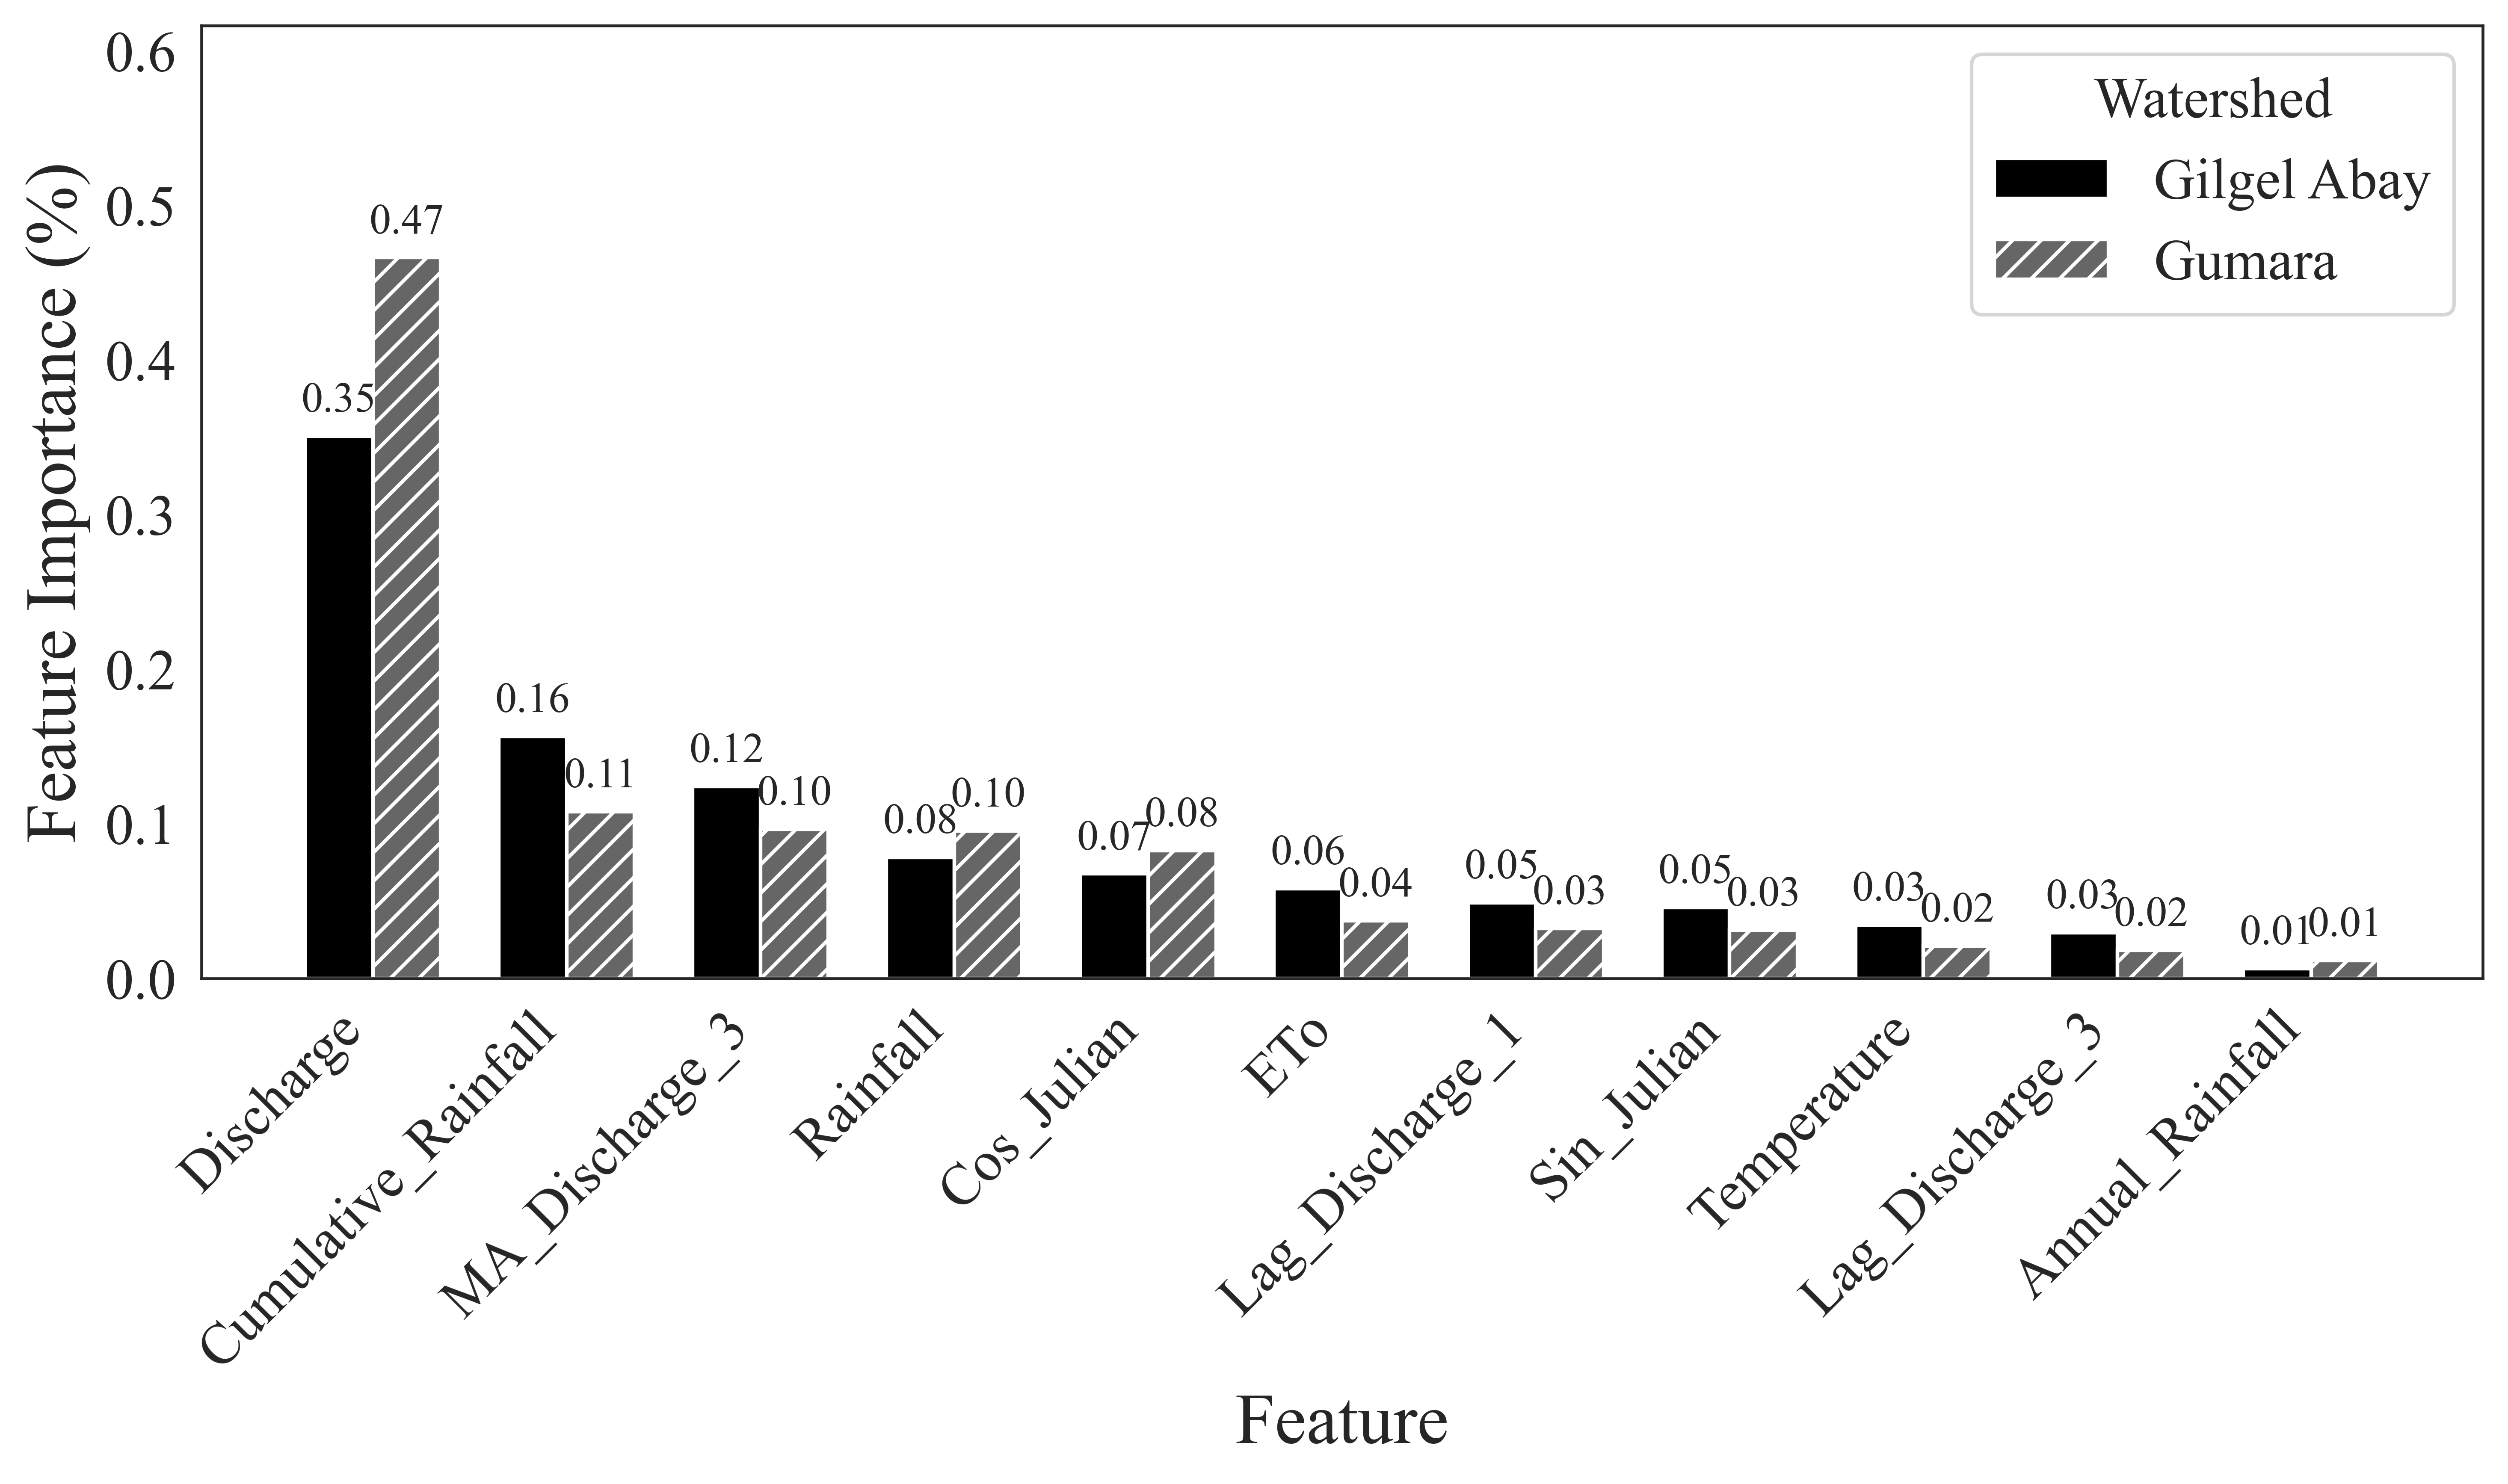 Feature Importance (%)
0.6
0.5
0.4
0.3
0.2
0.1
0.0
Watershed
Gilgel Abay
Gumara
0.35
0.47
0.16
0.11
0.12
0.10
0.08
0.10
0.07
0.08
0.06
0.04
0.05
0.03
0.05
0.03
0.03
0.02
0.03
0.02
0.01
0.01
Discharge
Cumulative_Rainfall
MA_Discharge_3
Rainfall
Cos_Julian
ETo
Lag_Discharge_1
Sin_Julian
Temperature
Lag_Discharge_3
Annual_Rainfall
Feature